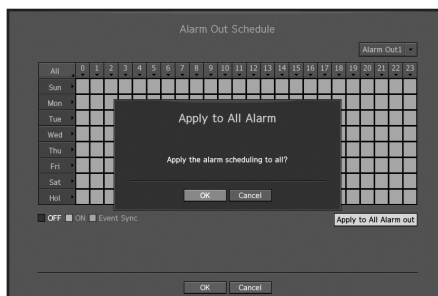 Alarm Out Schedule
Alarm Out1
All 0 1 2 3 4 5 6 7 8 9 10 11 12 13 14 15 16 17 18 19 20 21 22 23
Sun
Mon
Tue
Wed
Thu
Fri
Sat
Hol
Apply to All Alarm
Apply the alarm scheduling to all?
OK Cancel
OFF ON Event Sync
Apply to All Alarm out
OK Cancel